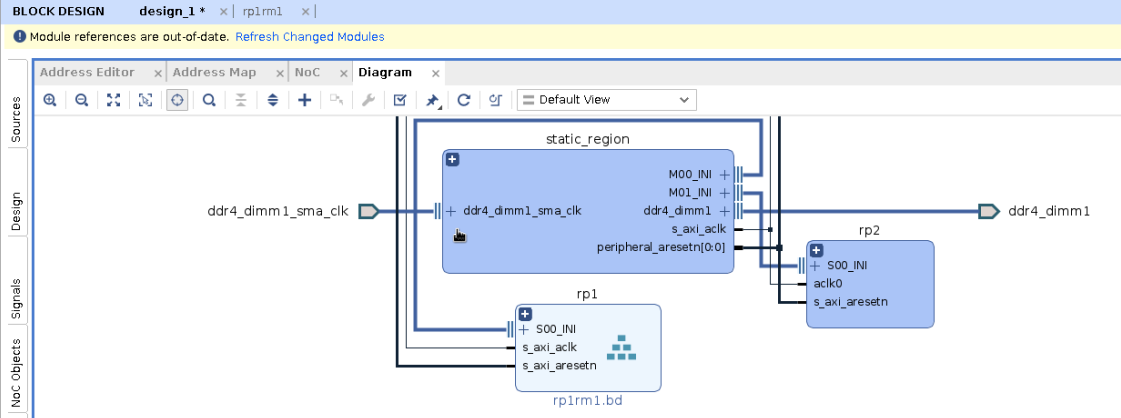 BLOCK DESIGN design_1 * × rp1rm1 ×
Module references are out-of-date. Refresh Changed Modules
Address Editor × Address Map × NoC × Diagram ×
Default View
Sources
Design
Signals
NoC Objects
static_region
M00_INI
M01_INI
ddr4_dimm1_sma_clk
ddr4_dimm1_sma_clk ddr4_dimm1
ddr4_dimm1
s_axi_aclk
peripheral_aresetn[0:0]
rp2
S00_INI
aclk0
s_axi_aresetn
rp1
S00_INI
s_axi_aclk
s_axi_aresetn
rp1rm1.bd